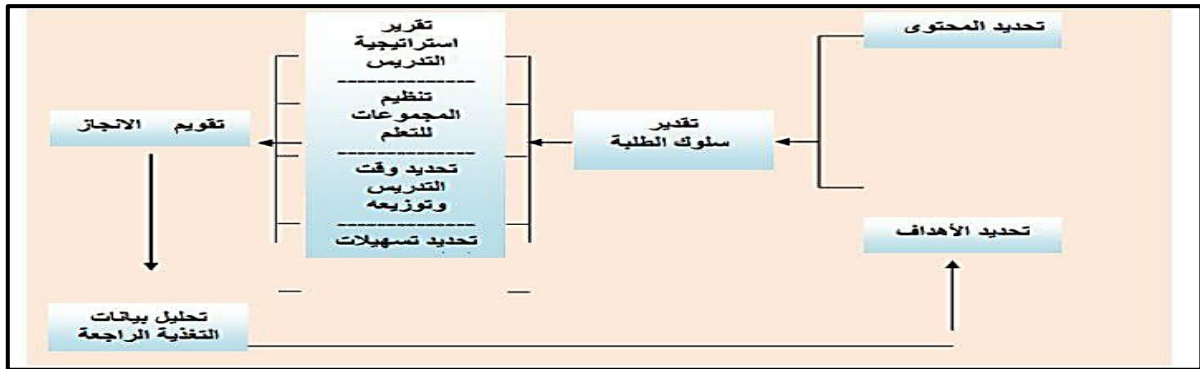 تحديد المحتوى
تحديد الأهداف
تقدير
سلوك الطلبة
تقرير
استراتيجية
التدريس
تنظيم
المجموعات
للتعلم
تحديد وقت
التدريس
وتوزيعه
تحديد تسهيلات
تقويم الانجاز
تحليل بيانات
التغذية الراجعة